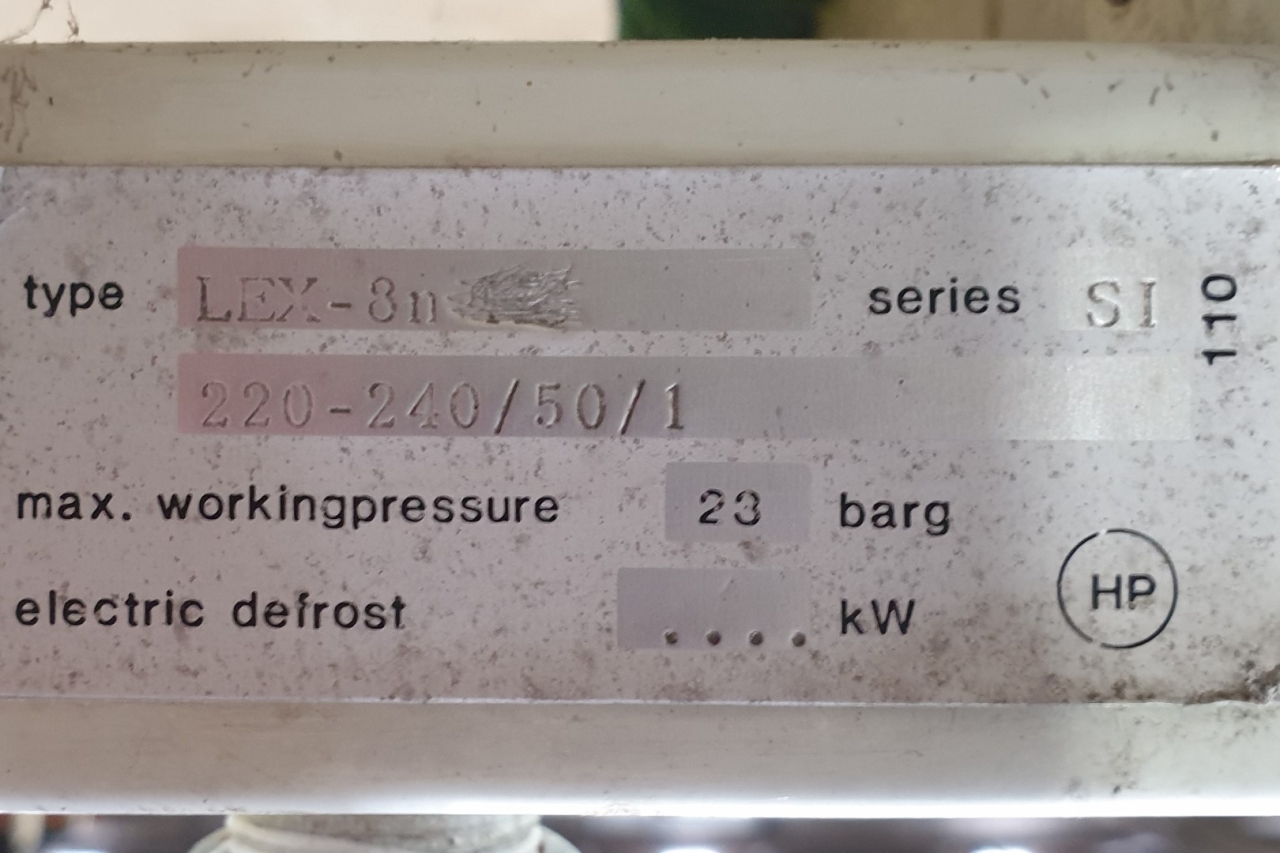 type LEX-8n series SI 110
220-240/50/1
max. workingpressure 23 barg
electric defrost .... kW
HP